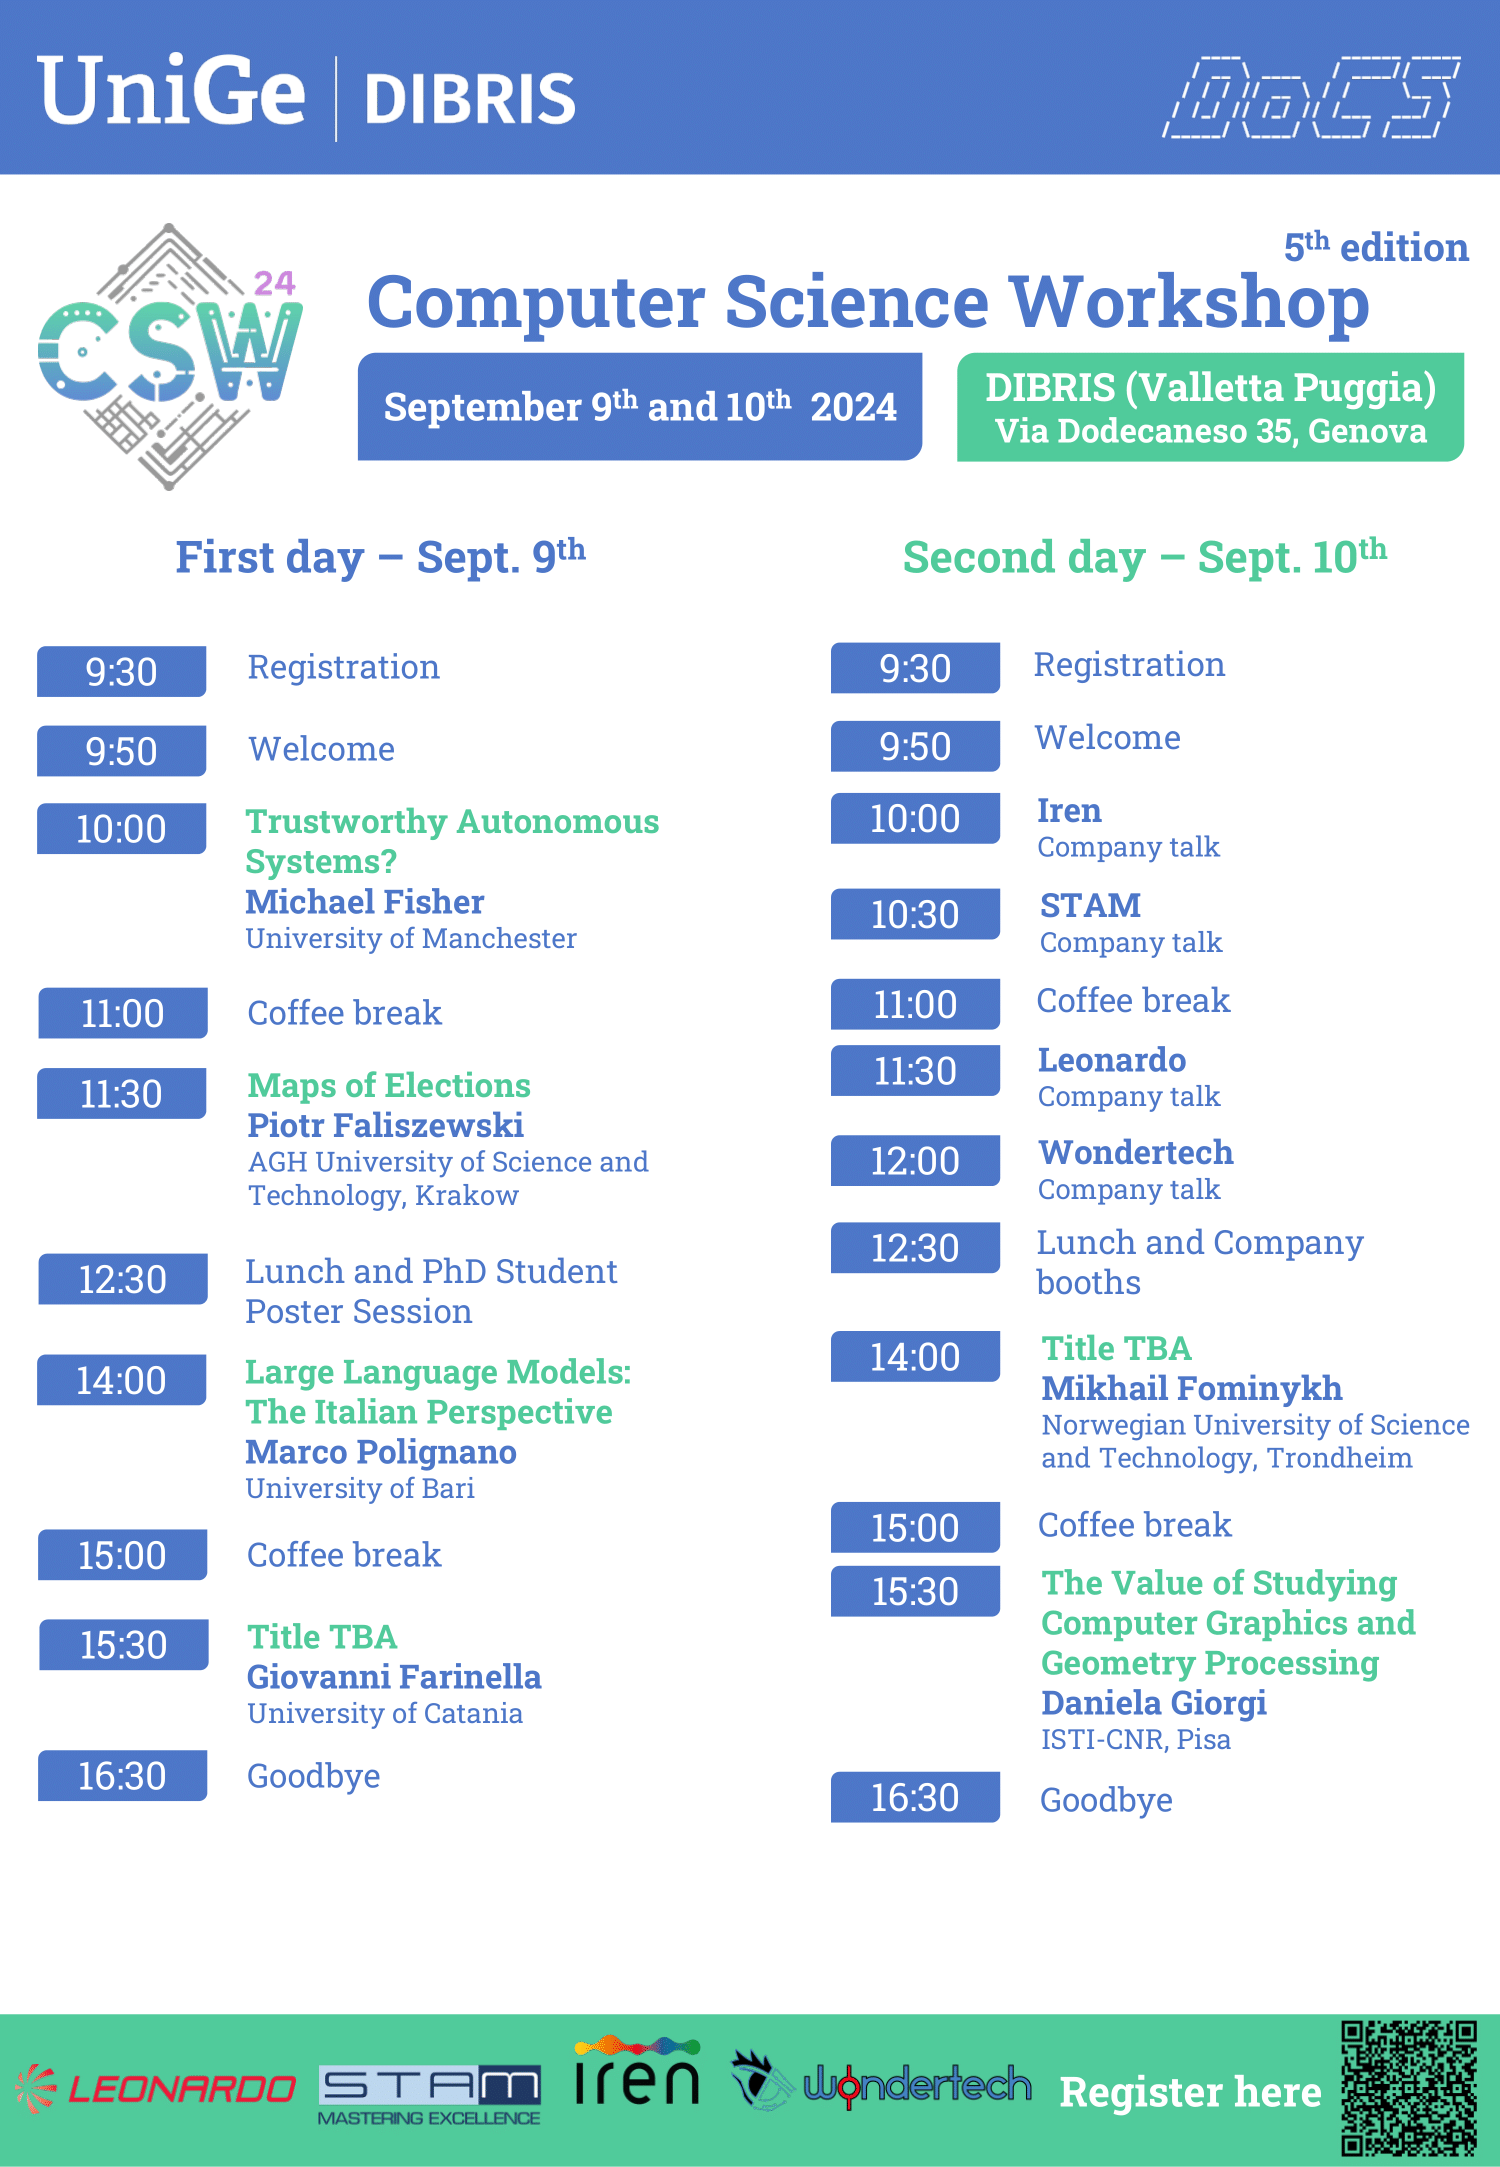 UniGe | DIBRIS
DoCS
CSW 24
5th edition
Computer Science Workshop
September 9th and 10th 2024
DIBRIS (Valletta Puggia)
Via Dodecaneso 35, Genova
First day – Sept. 9th
9:30 Registration
9:50 Welcome
10:00 Trustworthy Autonomous
Systems?
Michael Fisher
University of Manchester
11:00 Coffee break
11:30 Maps of Elections
Piotr Faliszewski
AGH University of Science and
Technology, Krakow
12:30 Lunch and PhD Student
Poster Session
14:00 Large Language Models:
The Italian Perspective
Marco Polignano
University of Bari
15:00 Coffee break
15:30 Title TBA
Giovanni Farinella
University of Catania
16:30 Goodbye
Second day – Sept. 10th
9:30 Registration
9:50 Welcome
10:00 Iren
Company talk
10:30 STAM
Company talk
11:00 Coffee break
11:30 Leonardo
Company talk
12:00 Wondertech
Company talk
12:30 Lunch and Company
booths
14:00 Title TBA
Mikhail Fominykh
Norwegian University of Science
and Technology, Trondheim
15:00 Coffee break
15:30 The Value of Studying
Computer Graphics and
Geometry Processing
Daniela Giorgi
ISTI-CNR, Pisa
16:30 Goodbye
LEONARDO
STAM
MASTERING EXCELLENCE
iren
wondertech
Register here